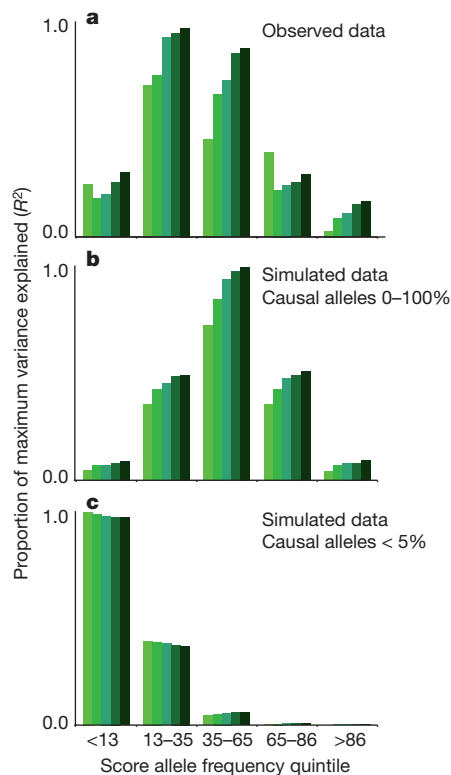 a
Observed data
1.0
0.0
b
Simulated data
Causal alleles 0–100%
1.0
0.0
c
Simulated data
Causal alleles < 5%
1.0
0.0
Proportion of maximum variance explained (R²)
<13 13–35 35–65 65–86 >86
Score allele frequency quintile